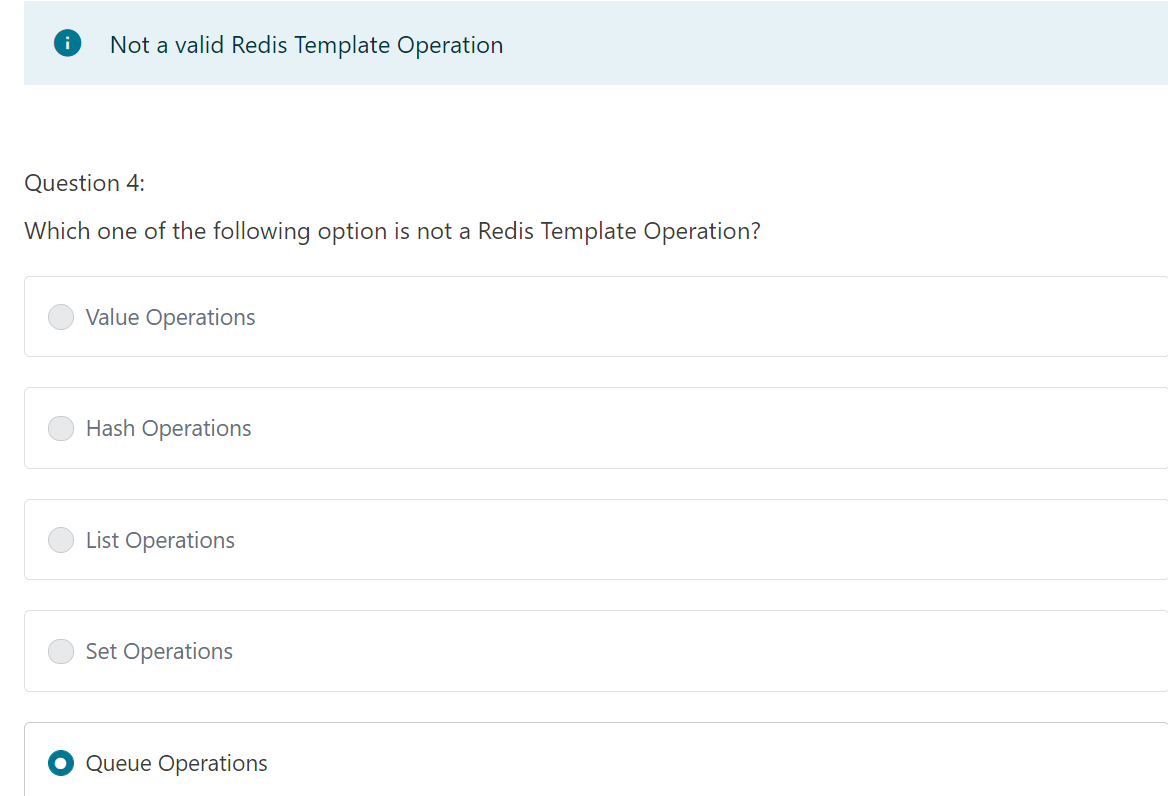 Not a valid Redis Template Operation
Question 4:
Which one of the following option is not a Redis Template Operation?
Value Operations
Hash Operations
List Operations
Set Operations
Queue Operations